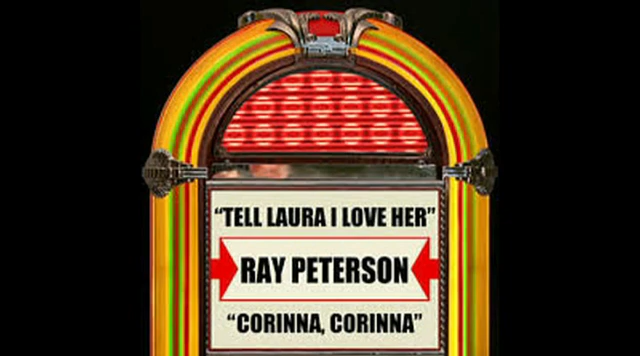 “TELL LAURA I LOVE HER”
RAY PETERSON
“CORINNA, CORINNA”